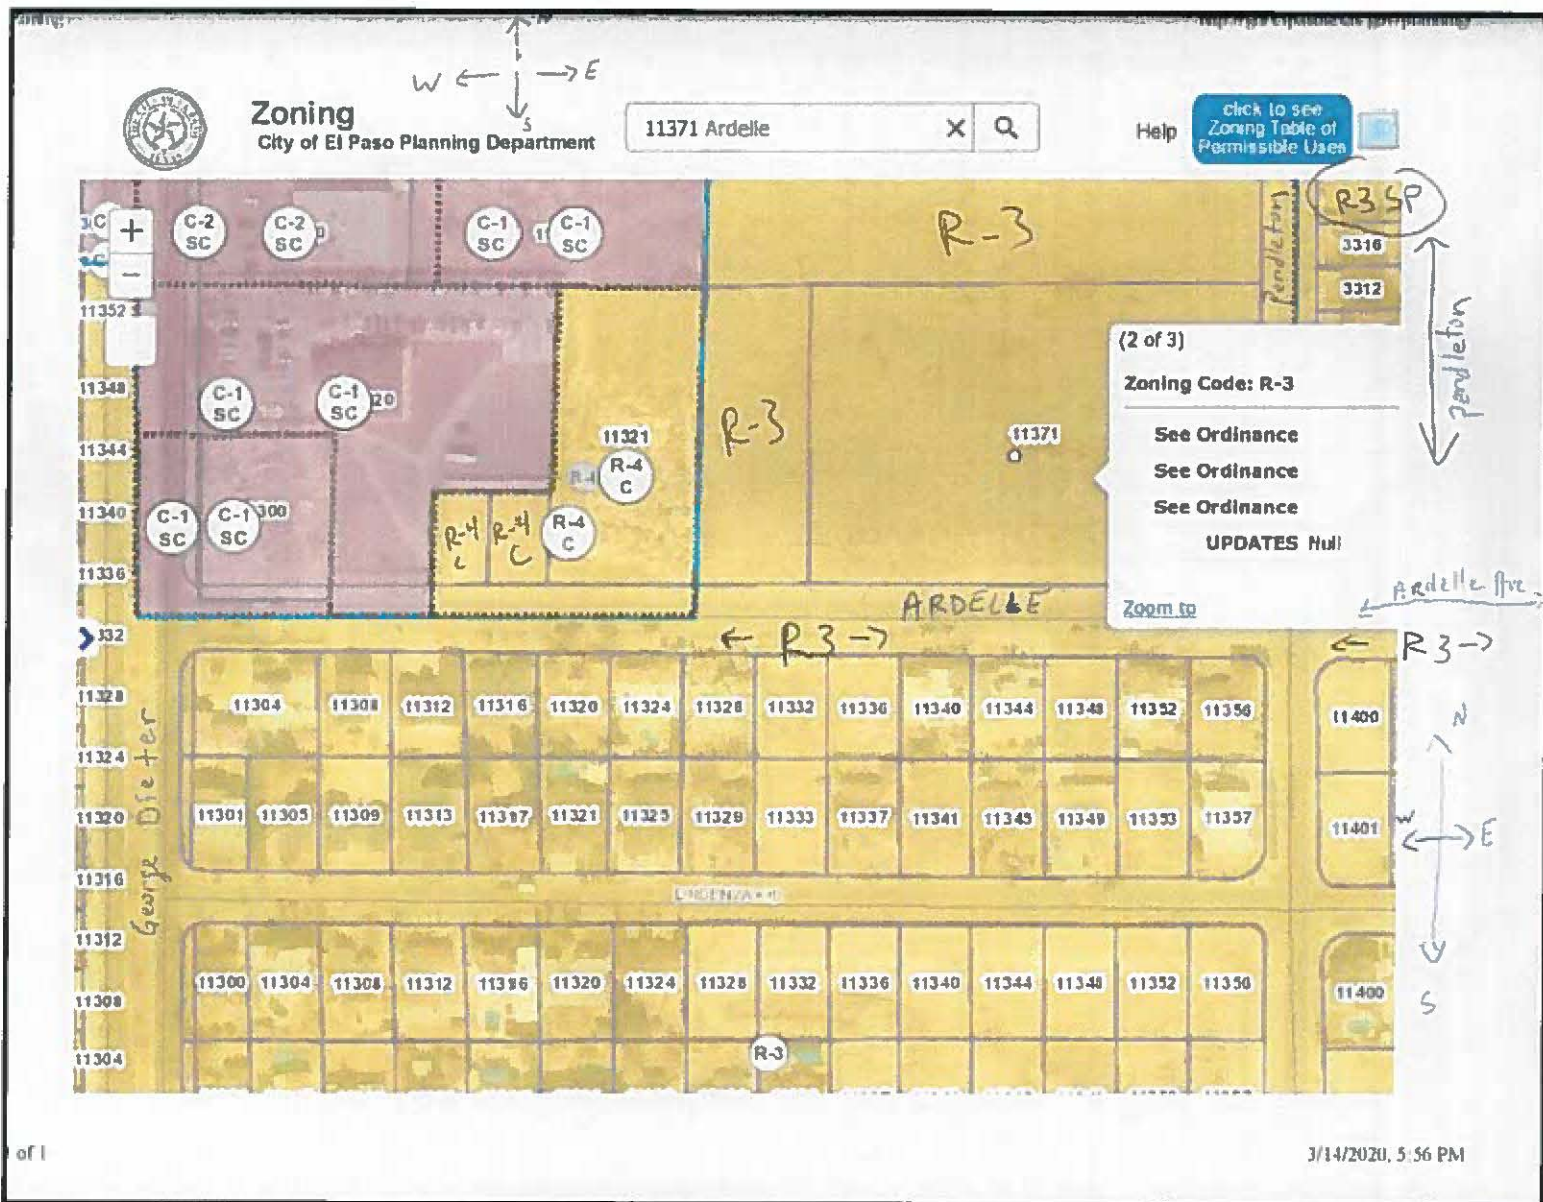 W E
S
Zoning
City of El Paso Planning Department
11371 Ardelle
Help
click to see
Zoning Table of
Permissible Uses
C
C-2
SC
C-2
SC
C-1
SC
C-1
SC
R-3
Pendleton
R3 SP
3316
3312
+
−
11352
11348
11344
11340
11336
332
11328
11324
11320
11316
11312
11308
11304
C-1
SC
C-1
SC
20
C-1
SC
C-1
SC
300
11321
R-4
C
R-4
C
R-4
C
R-4
C
R-3
11371
(2 of 3)
Zoning Code: R-3
See Ordinance
See Ordinance
See Ordinance
UPDATES Null
Zoom to
Pendleton
ARDELLE
Ardelle Ave.
R3
R3
George Dieter
11304 11308 11312 11316 11320 11324 11328 11332 11336 11340 11344 11348 11352 11356 11400
11301 11305 11309 11313 11317 11321 11325 11329 11333 11337 11341 11345 11349 11353 11357 11401
N
W E
S
11300 11304 11308 11312 11316 11320 11324 11328 11332 11336 11340 11344 11348 11352 11356 11400
R-3
of 1
3/14/2020, 5:56 PM